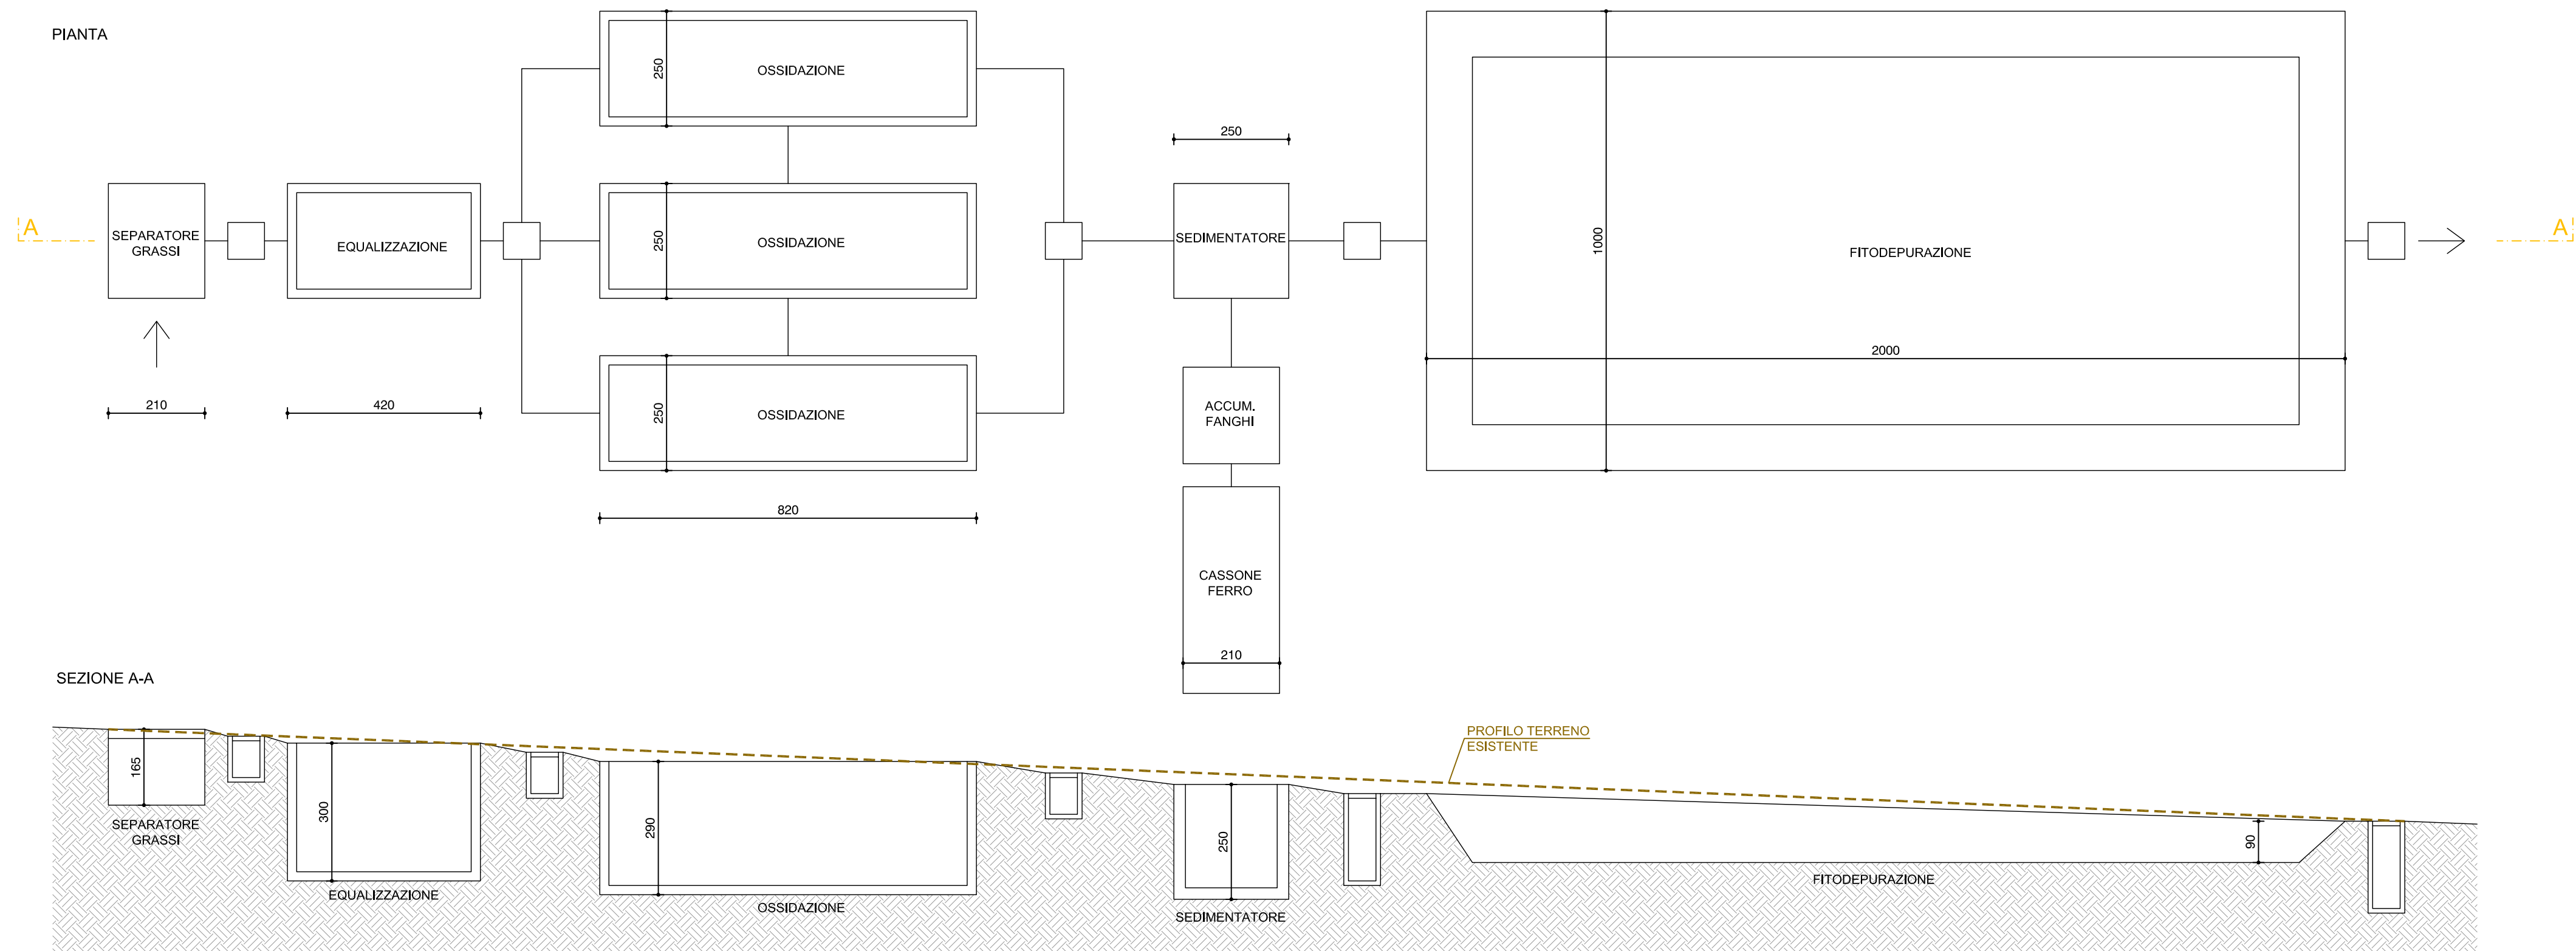 PIANTA
250
OSSIDAZIONE
250
1000
A
SEPARATORE
GRASSI
EQUALIZZAZIONE
250
OSSIDAZIONE
SEDIMENTATORE
FITODEPURAZIONE
A
2000
210
420
250
OSSIDAZIONE
ACCUM.
FANGHI
820
CASSONE
FERRO
210
SEZIONE A-A
PROFILO TERRENO
ESISTENTE
165
300
290
250
90
SEPARATORE
GRASSI
EQUALIZZAZIONE
OSSIDAZIONE
SEDIMENTATORE
FITODEPURAZIONE